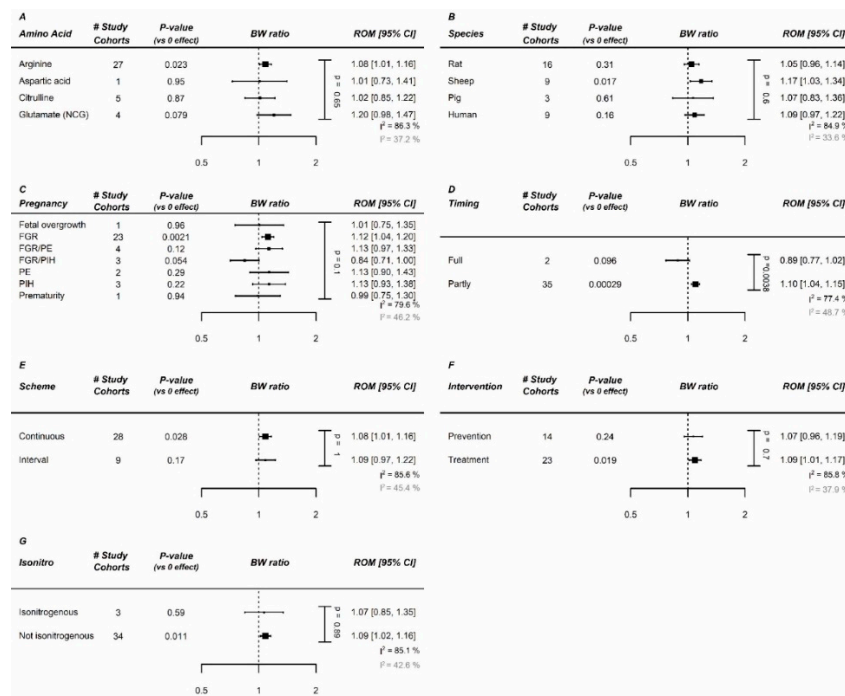 A
Amino Acid # Study Cohorts P-value (vs 0 effect) BW ratio ROM [95% CI]
Arginine 27 0.023 1.08 [1.01, 1.16]
Aspartic acid 1 0.95 1.01 [0.73, 1.41]
Citrulline 5 0.87 1.02 [0.85, 1.22]
Glutamate (NCG) 4 0.079 1.20 [0.98, 1.47]
p = 0.65
I² = 86.3 %
I² = 37.2 %
0.5 1 2
B
Species # Study Cohorts P-value (vs 0 effect) BW ratio ROM [95% CI]
Rat 16 0.31 1.05 [0.96, 1.14]
Sheep 9 0.017 1.17 [1.03, 1.34]
Pig 3 0.61 1.07 [0.83, 1.36]
Human 9 0.16 1.09 [0.97, 1.22]
p = 0.6
I² = 84.9 %
I² = 33.6 %
0.5 1 2
C
Pregnancy # Study Cohorts P-value (vs 0 effect) BW ratio ROM [95% CI]
Fetal overgrowth 1 0.96 1.01 [0.75, 1.35]
FGR 23 0.0021 1.12 [1.04, 1.20]
FGR/PE 4 0.12 1.13 [0.97, 1.33]
FGR/PIH 3 0.054 0.84 [0.71, 1.00]
PE 2 0.29 1.13 [0.90, 1.43]
PIH 3 0.22 1.13 [0.93, 1.38]
Prematurity 1 0.94 0.99 [0.75, 1.30]
p = 0.1
I² = 79.6 %
I² = 46.2 %
0.5 1 2
D
Timing # Study Cohorts P-value (vs 0 effect) BW ratio ROM [95% CI]
Full 2 0.096 0.89 [0.77, 1.02]
Partly 35 0.00029 1.10 [1.04, 1.15]
p = 0.0038
I² = 77.4 %
I² = 48.7 %
0.5 1 2
E
Scheme # Study Cohorts P-value (vs 0 effect) BW ratio ROM [95% CI]
Continuous 28 0.028 1.08 [1.01, 1.16]
Interval 9 0.17 1.09 [0.97, 1.22]
p = 1
I² = 85.6 %
I² = 45.4 %
0.5 1 2
F
Intervention # Study Cohorts P-value (vs 0 effect) BW ratio ROM [95% CI]
Prevention 14 0.24 1.07 [0.96, 1.19]
Treatment 23 0.019 1.09 [1.01, 1.17]
p = 0.7
I² = 85.8 %
I² = 37.9 %
0.5 1 2
G
Isonitro # Study Cohorts P-value (vs 0 effect) BW ratio ROM [95% CI]
Isonitrogenous 3 0.59 1.07 [0.85, 1.35]
Not isonitrogenous 34 0.011 1.09 [1.02, 1.16]
p = 0.89
I² = 85.1 %
I² = 42.6 %
0.5 1 2